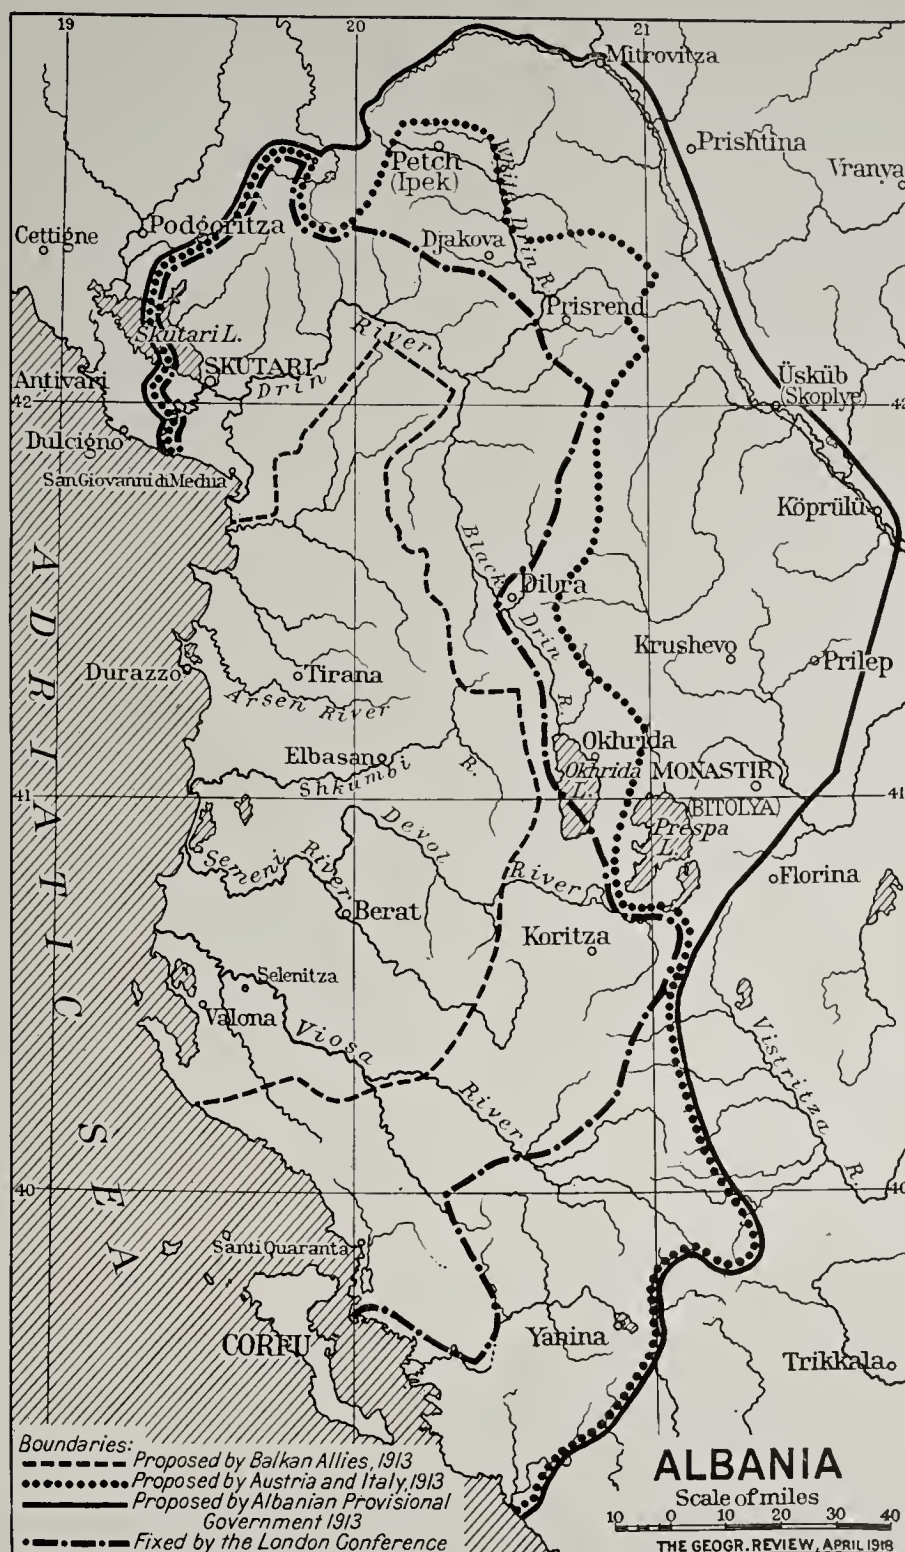 19
20
21
Mitrovitza
Prishtina
Petch
(Ipek)
White Drin R.
Vranya
Podgoritza
Cettigne
Djakova
Prisrend
Skutari L.
River
SKUTARI
Drin
Antivari
Üsküb
(Skoplye)
42
Dulcigno
San Giovanni di Medua
Köprülü
Black
Drin
R.
Dibra
Krushevo
Prilep
Durazzo
Tirana
Arsen River
Okhrida
Elbasan
Shkumbi
R.
Okhrida
L.
MONASTIR
(BITOLYA)
41
41
Prespa
L.
Devol
River
Semeni
River
Florina
Berat
Koritza
Selenitza
Valona
Viosa
River
Vistritza
R.
40
40
ADRIATIC SEA
Santi Quaranta
CORFU
Yanina
Trikkala
Boundaries:
Proposed by Balkan Allies, 1913
Proposed by Austria and Italy, 1913
Proposed by Albanian Provisional
Government 1913
Fixed by the London Conference
ALBANIA
Scale of miles
10 0 10 20 30 40
THE GEOGR. REVIEW, APRIL 1918